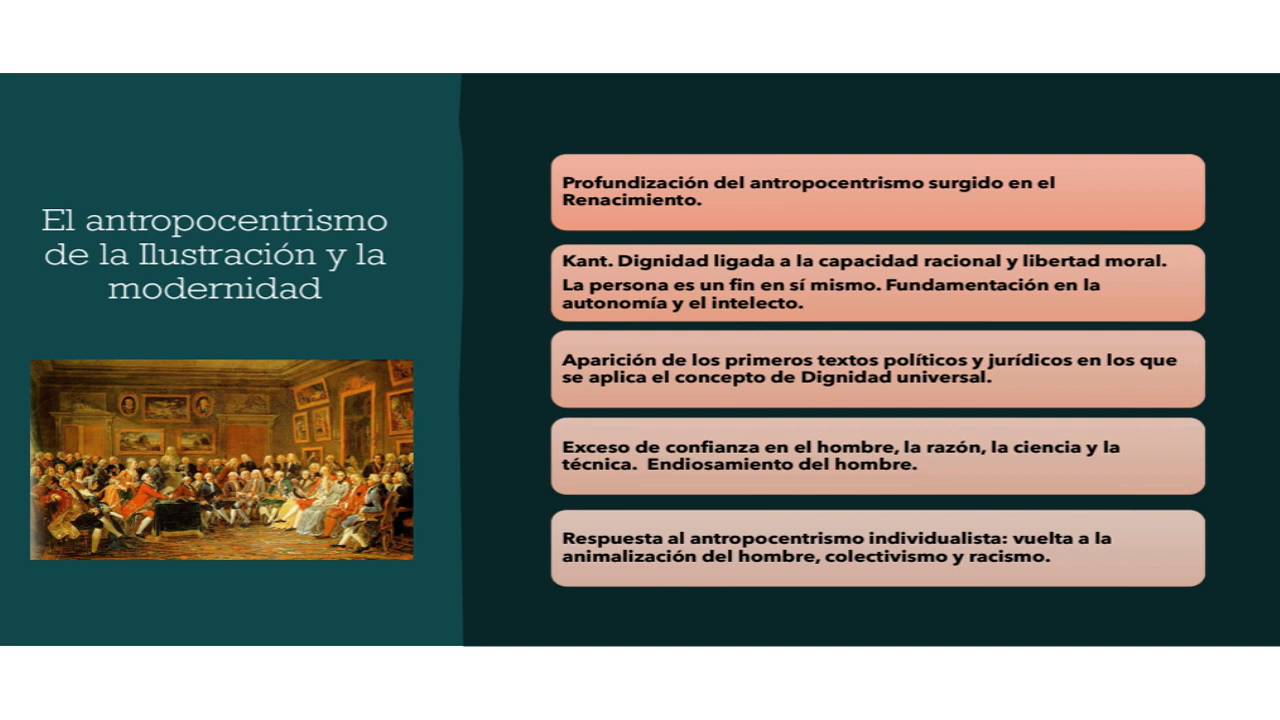 El antropocentrismo
de la Ilustración y la
modernidad
Profundización del antropocentrismo surgido en el
Renacimiento.
Kant. Dignidad ligada a la capacidad racional y libertad moral.
La persona es un fin en sí mismo. Fundamentación en la
autonomía y el intelecto.
Aparición de los primeros textos políticos y jurídicos en los que
se aplica el concepto de Dignidad universal.
Exceso de confianza en el hombre, la razón, la ciencia y la
técnica.  Endiosamiento del hombre.
Respuesta al antropocentrismo individualista: vuelta a la
animalización del hombre, colectivismo y racismo.